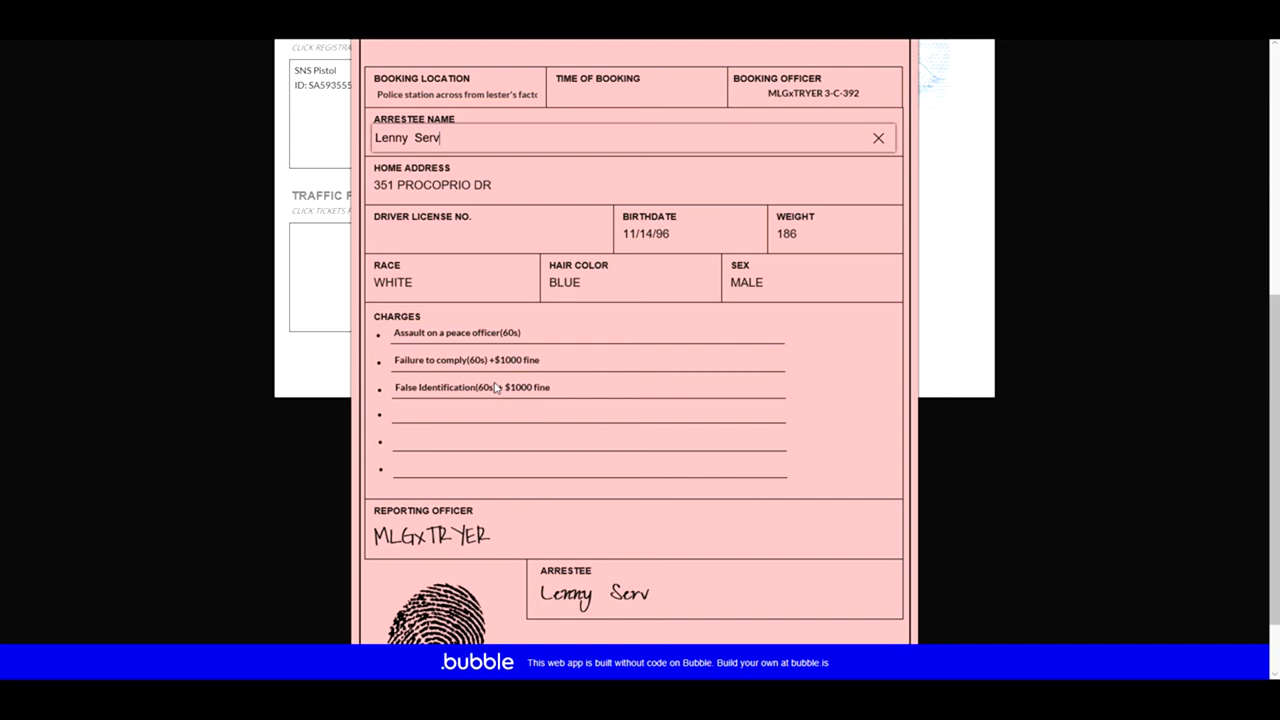 CLICK REGISTRA
SNS Pistol
ID: SA593555
TRAFFIC
CLICK TICKETS
BOOKING LOCATION
Police station across from lester's facto
TIME OF BOOKING
BOOKING OFFICER
MLGxTRYER 3-C-392
ARRESTEE NAME
Lenny Serv
HOME ADDRESS
351 PROCOPRIO DR
DRIVER LICENSE NO.
BIRTHDATE
11/14/96
WEIGHT
186
RACE
WHITE
HAIR COLOR
BLUE
SEX
MALE
CHARGES
Assault on a peace officer(60s)
Failure to comply(60s) +$1000 fine
False Identification(60s)+ $1000 fine
REPORTING OFFICER
MLGxTRYER
ARRESTEE
Lenny Serv
.bubble
This web app is built without code on Bubble. Build your own at bubble.is